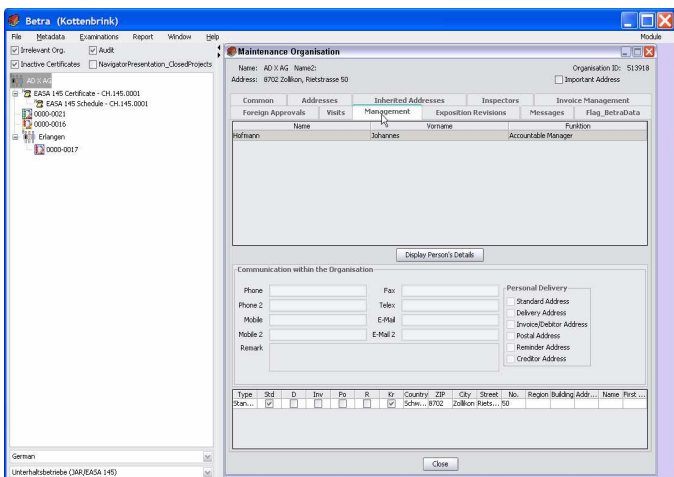 Betra (Kottenbrink)
File Metadata Examinations Report Window Help Module
Irrelevant Org. Audit
Inactive Certificates NavigatorPresentation_ClosedProjects
AD X AG
EASA 145 Certificate - CH.145.0001
EASA 145 Schedule - CH.145.0001
0000-0021
0000-0016
Erlangen
0000-0017
German
Unterhaltsbetriebe (JAR/EASA 145)
Maintenance Organisation
Name: AD X AG Name2: Organisation ID: 513918
Address: 8702 Zollikon, Rietstrasse 50 Important Address
Common Addresses Inherited Addresses Inspectors Invoice Management
Foreign Approvals Visits Management Exposition Revisions Messages Flag_BetraData
Name Vorname Funktion
Hofmann Johannes Accountable Manager
Display Person's Details
Communication within the Organisation
Phone Fax Personal Delivery
Phone 2 Telex Standard Address
Mobile E-Mail Delivery Address
Mobile 2 E-Mail 2 Invoice/Debitor Address
Remark Postal Address
Reminder Address
Creditor Address
Type Std D Inv Po R Kr Country ZIP City Street No. Region Building Addr... Name First ...
Stan... Schw... 8702 Zollikon Riets... 50
Close